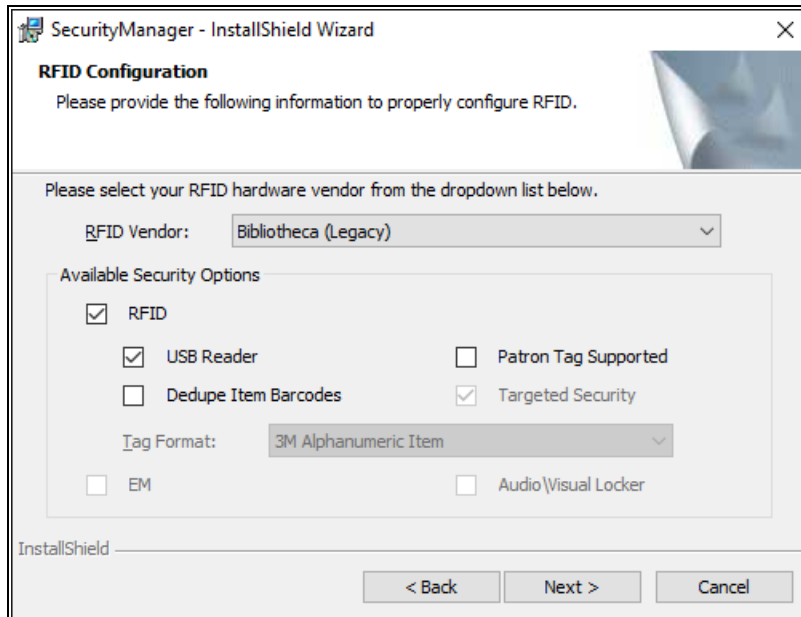 SecurityManager - InstallShield Wizard
RFID Configuration
Please provide the following information to properly configure RFID.
Please select your RFID hardware vendor from the dropdown list below.
RFID Vendor: Bibliotheca (Legacy)
Available Security Options
RFID
USB Reader Patron Tag Supported
Dedupe Item Barcodes Targeted Security
Tag Format: 3M Alphanumeric Item
EM Audio\Visual Locker
InstallShield
< Back Next > Cancel